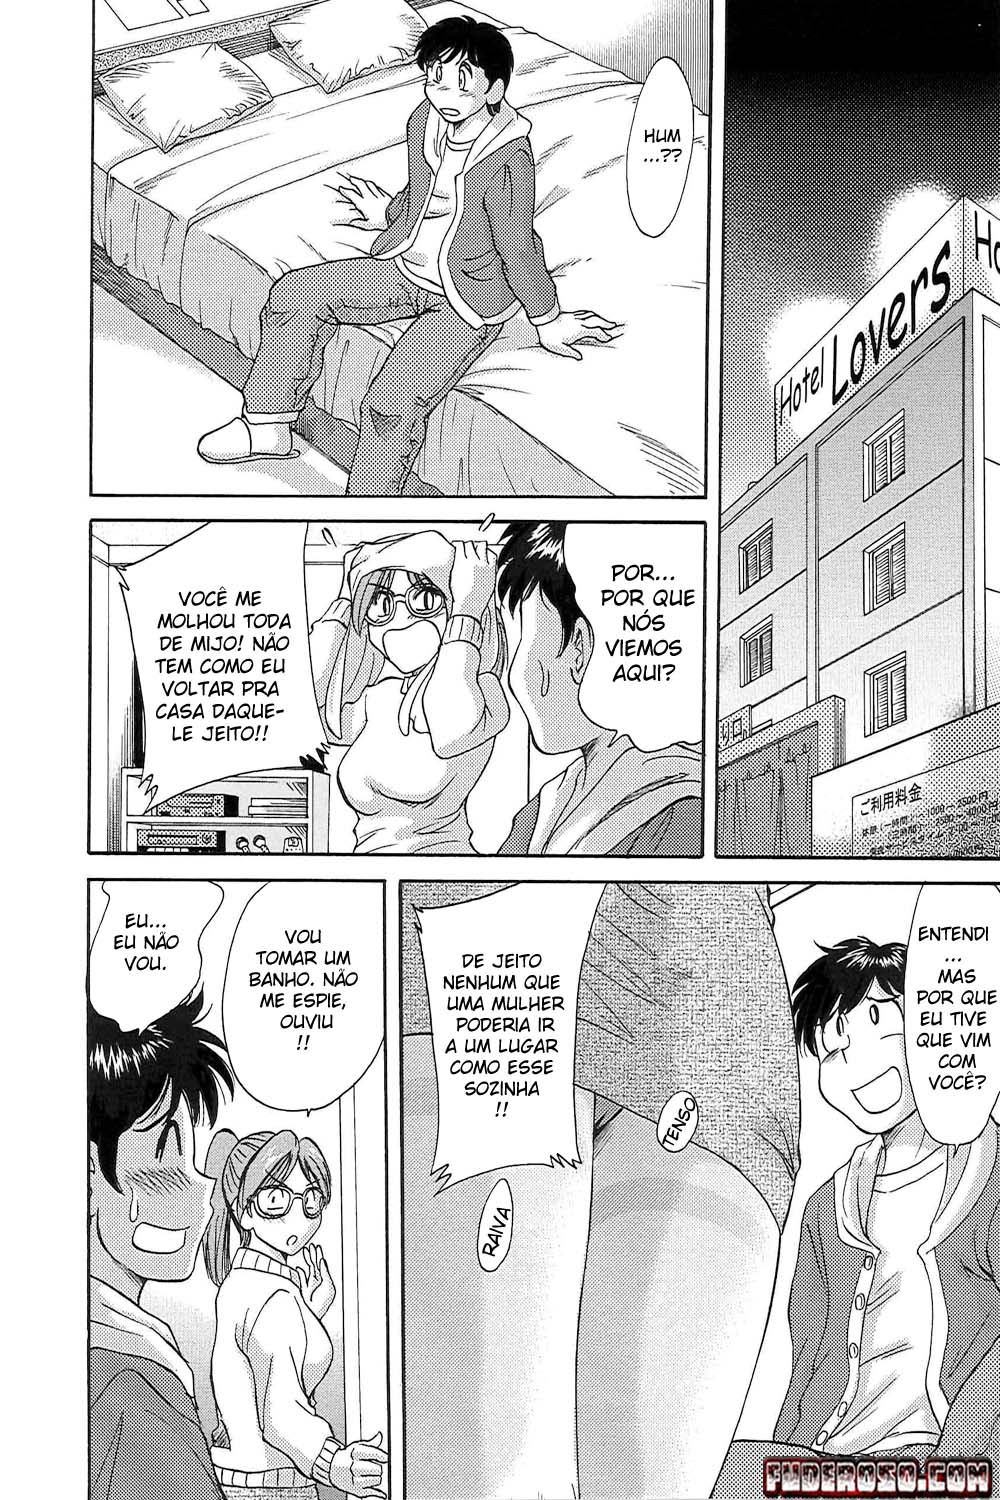 Hotel Lovers
Ho
ご利用料金
HUM
...??
POR...
POR QUE
NÓS
VIEMOS
AQUI?
VOCÊ ME
MOLHOU TODA
DE MIJO! NÃO
TEM COMO EU
VOLTAR PRA
CASA DAQUE-
LE JEITO!!
ENTENDI
...
MAS
POR QUE
EU TIVE
QUE VIM
COM
VOCÊ?
TENSO
DE JEITO
NENHUM QUE
UMA MULHER
PODERIA IR
A UM LUGAR
COMO ESSE
SOZINHA
!!
RAIVA
VOU
TOMAR UM
BANHO. NÃO
ME ESPIE,
OUVIU
!!
EU...
EU NÃO
VOU.
FUDEROSO.COM